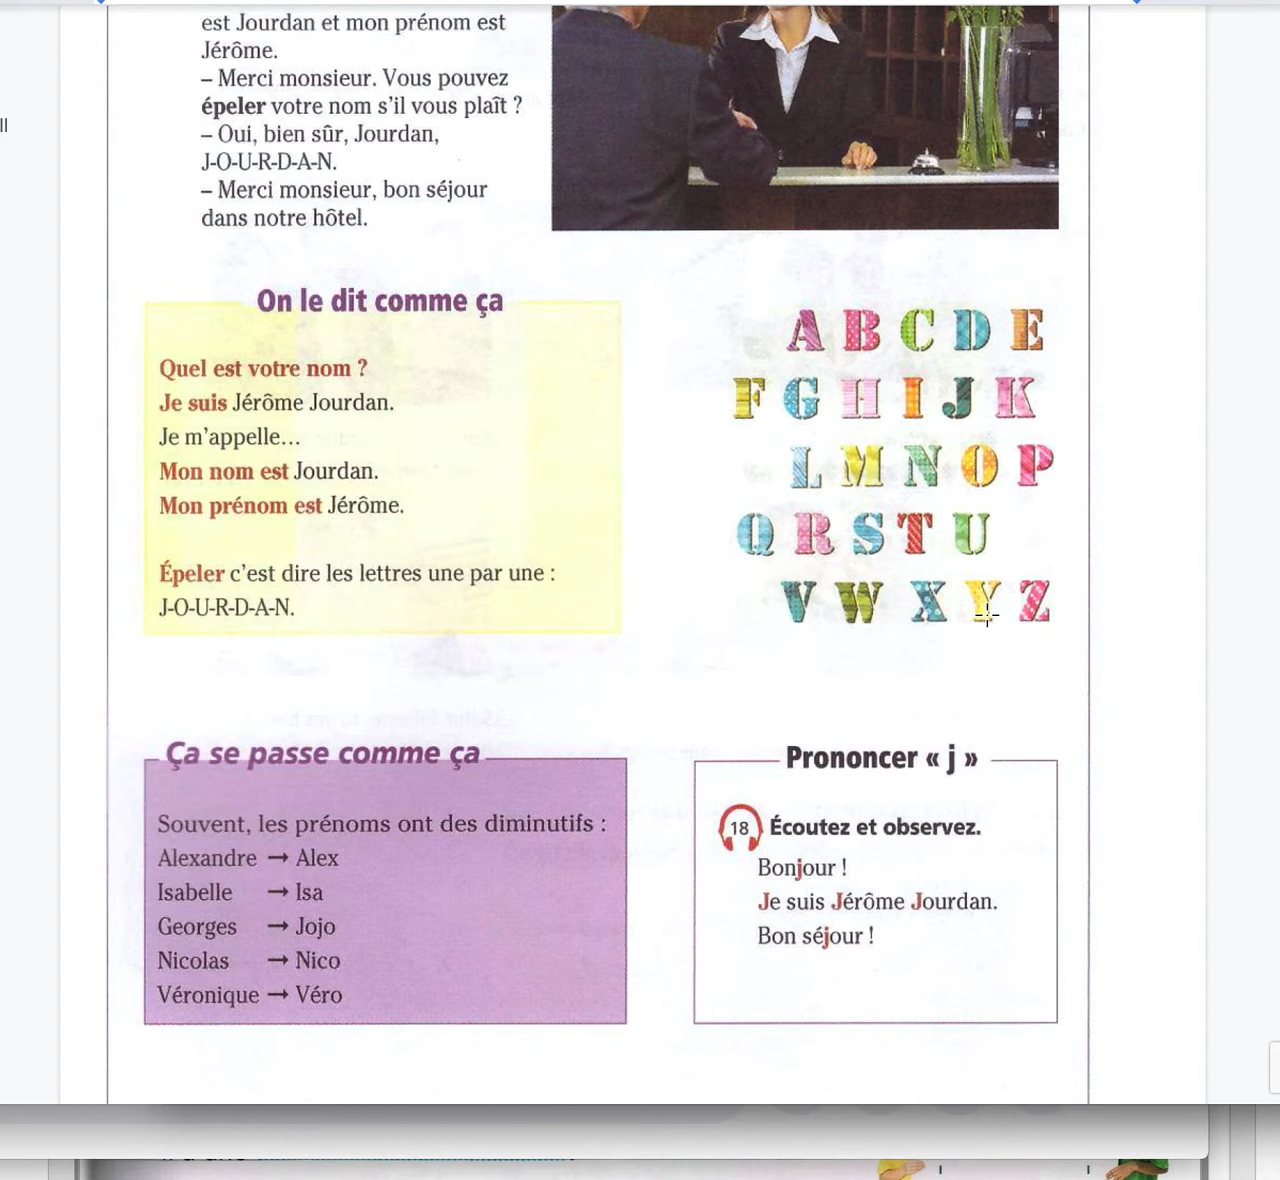 est Jourdan et mon prénom est
Jérôme.
– Merci monsieur. Vous pouvez
épeler votre nom s'il vous plaît ?
– Oui, bien sûr, Jourdan,
J-O-U-R-D-A-N.
– Merci monsieur, bon séjour
dans notre hôtel.
On le dit comme ça
Quel est votre nom ?
Je suis Jérôme Jourdan.
Je m'appelle...
Mon nom est Jourdan.
Mon prénom est Jérôme.
Épeler c'est dire les lettres une par une :
J-O-U-R-D-A-N.
A B C D E
F G H I J K
L M N O P
Q R S T U
V W X Y Z
Ça se passe comme ça
Souvent, les prénoms ont des diminutifs :
Alexandre → Alex
Isabelle → Isa
Georges → Jojo
Nicolas → Nico
Véronique → Véro
Prononcer « j »
18 Écoutez et observez.
Bonjour !
Je suis Jérôme Jourdan.
Bon séjour !